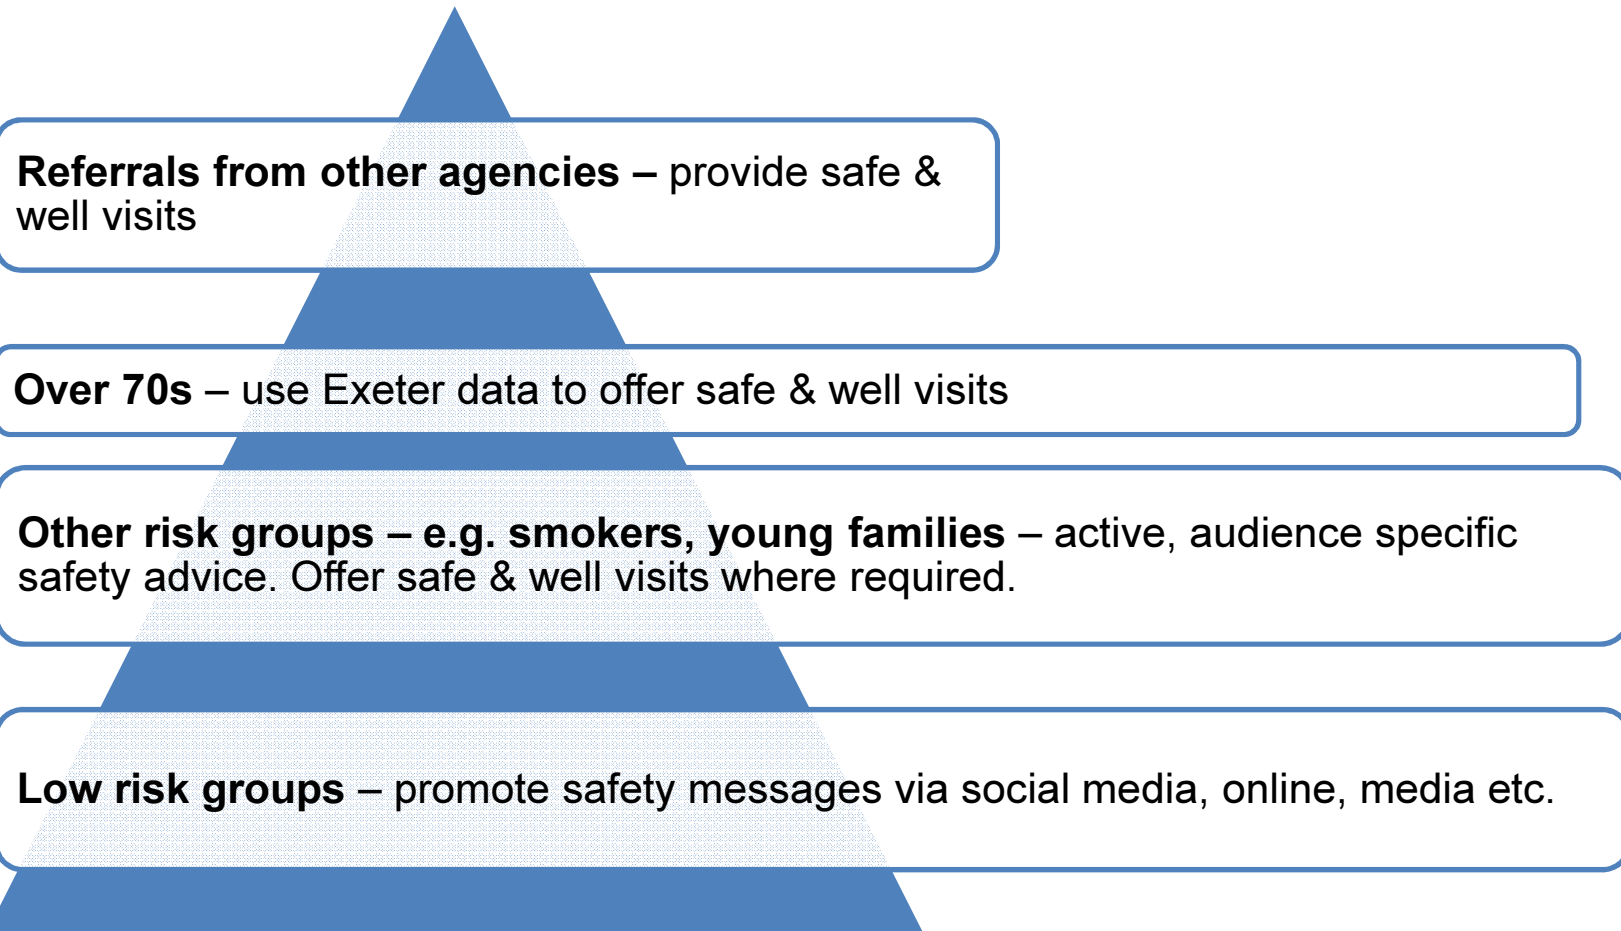 Referrals from other agencies – provide safe &
well visits
Over 70s – use Exeter data to offer safe & well visits
Other risk groups – e.g. smokers, young families – active, audience specific
safety advice. Offer safe & well visits where required.
Low risk groups – promote safety messages via social media, online, media etc.